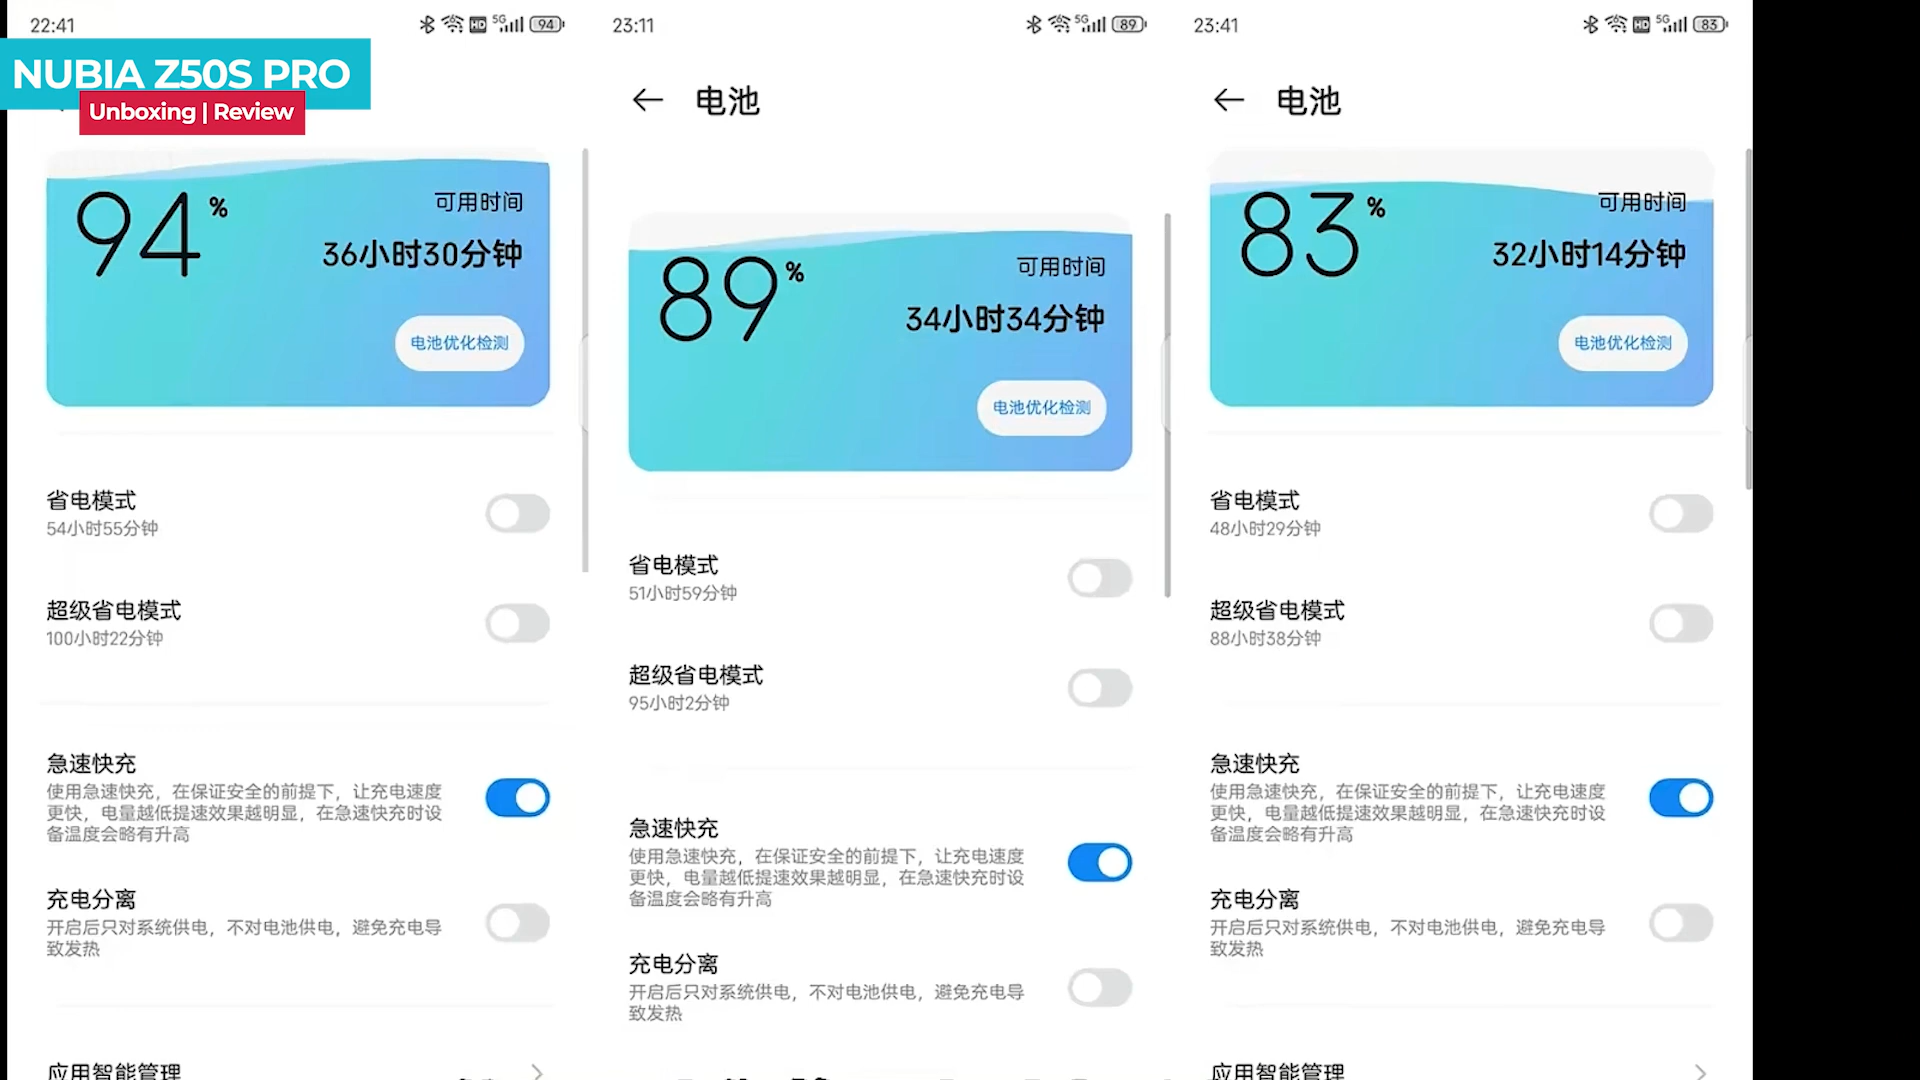 22:41
HD 5G 94
NUBIA Z50S PRO
Unboxing | Review
94%
可用时间
36小时30分钟
电池优化检测
省电模式
54小时55分钟
超级省电模式
100小时22分钟
急速快充
使用急速快充，在保证安全的前提下，让充电速度
更快，电量越低提速效果越明显，在急速快充时设
备温度会略有升高
充电分离
开启后只对系统供电，不对电池供电，避免充电导
致发热
应用智能管理
23:11
5G 89
电池
89%
可用时间
34小时34分钟
电池优化检测
省电模式
51小时59分钟
超级省电模式
95小时2分钟
急速快充
使用急速快充，在保证安全的前提下，让充电速度
更快，电量越低提速效果越明显，在急速快充时设
备温度会略有升高
充电分离
开启后只对系统供电，不对电池供电，避免充电导
致发热
23:41
HD 5G 83
电池
83%
可用时间
32小时14分钟
电池优化检测
省电模式
48小时29分钟
超级省电模式
88小时38分钟
急速快充
使用急速快充，在保证安全的前提下，让充电速度
更快，电量越低提速效果越明显，在急速快充时设
备温度会略有升高
充电分离
开启后只对系统供电，不对电池供电，避免充电导
致发热
应用智能管理